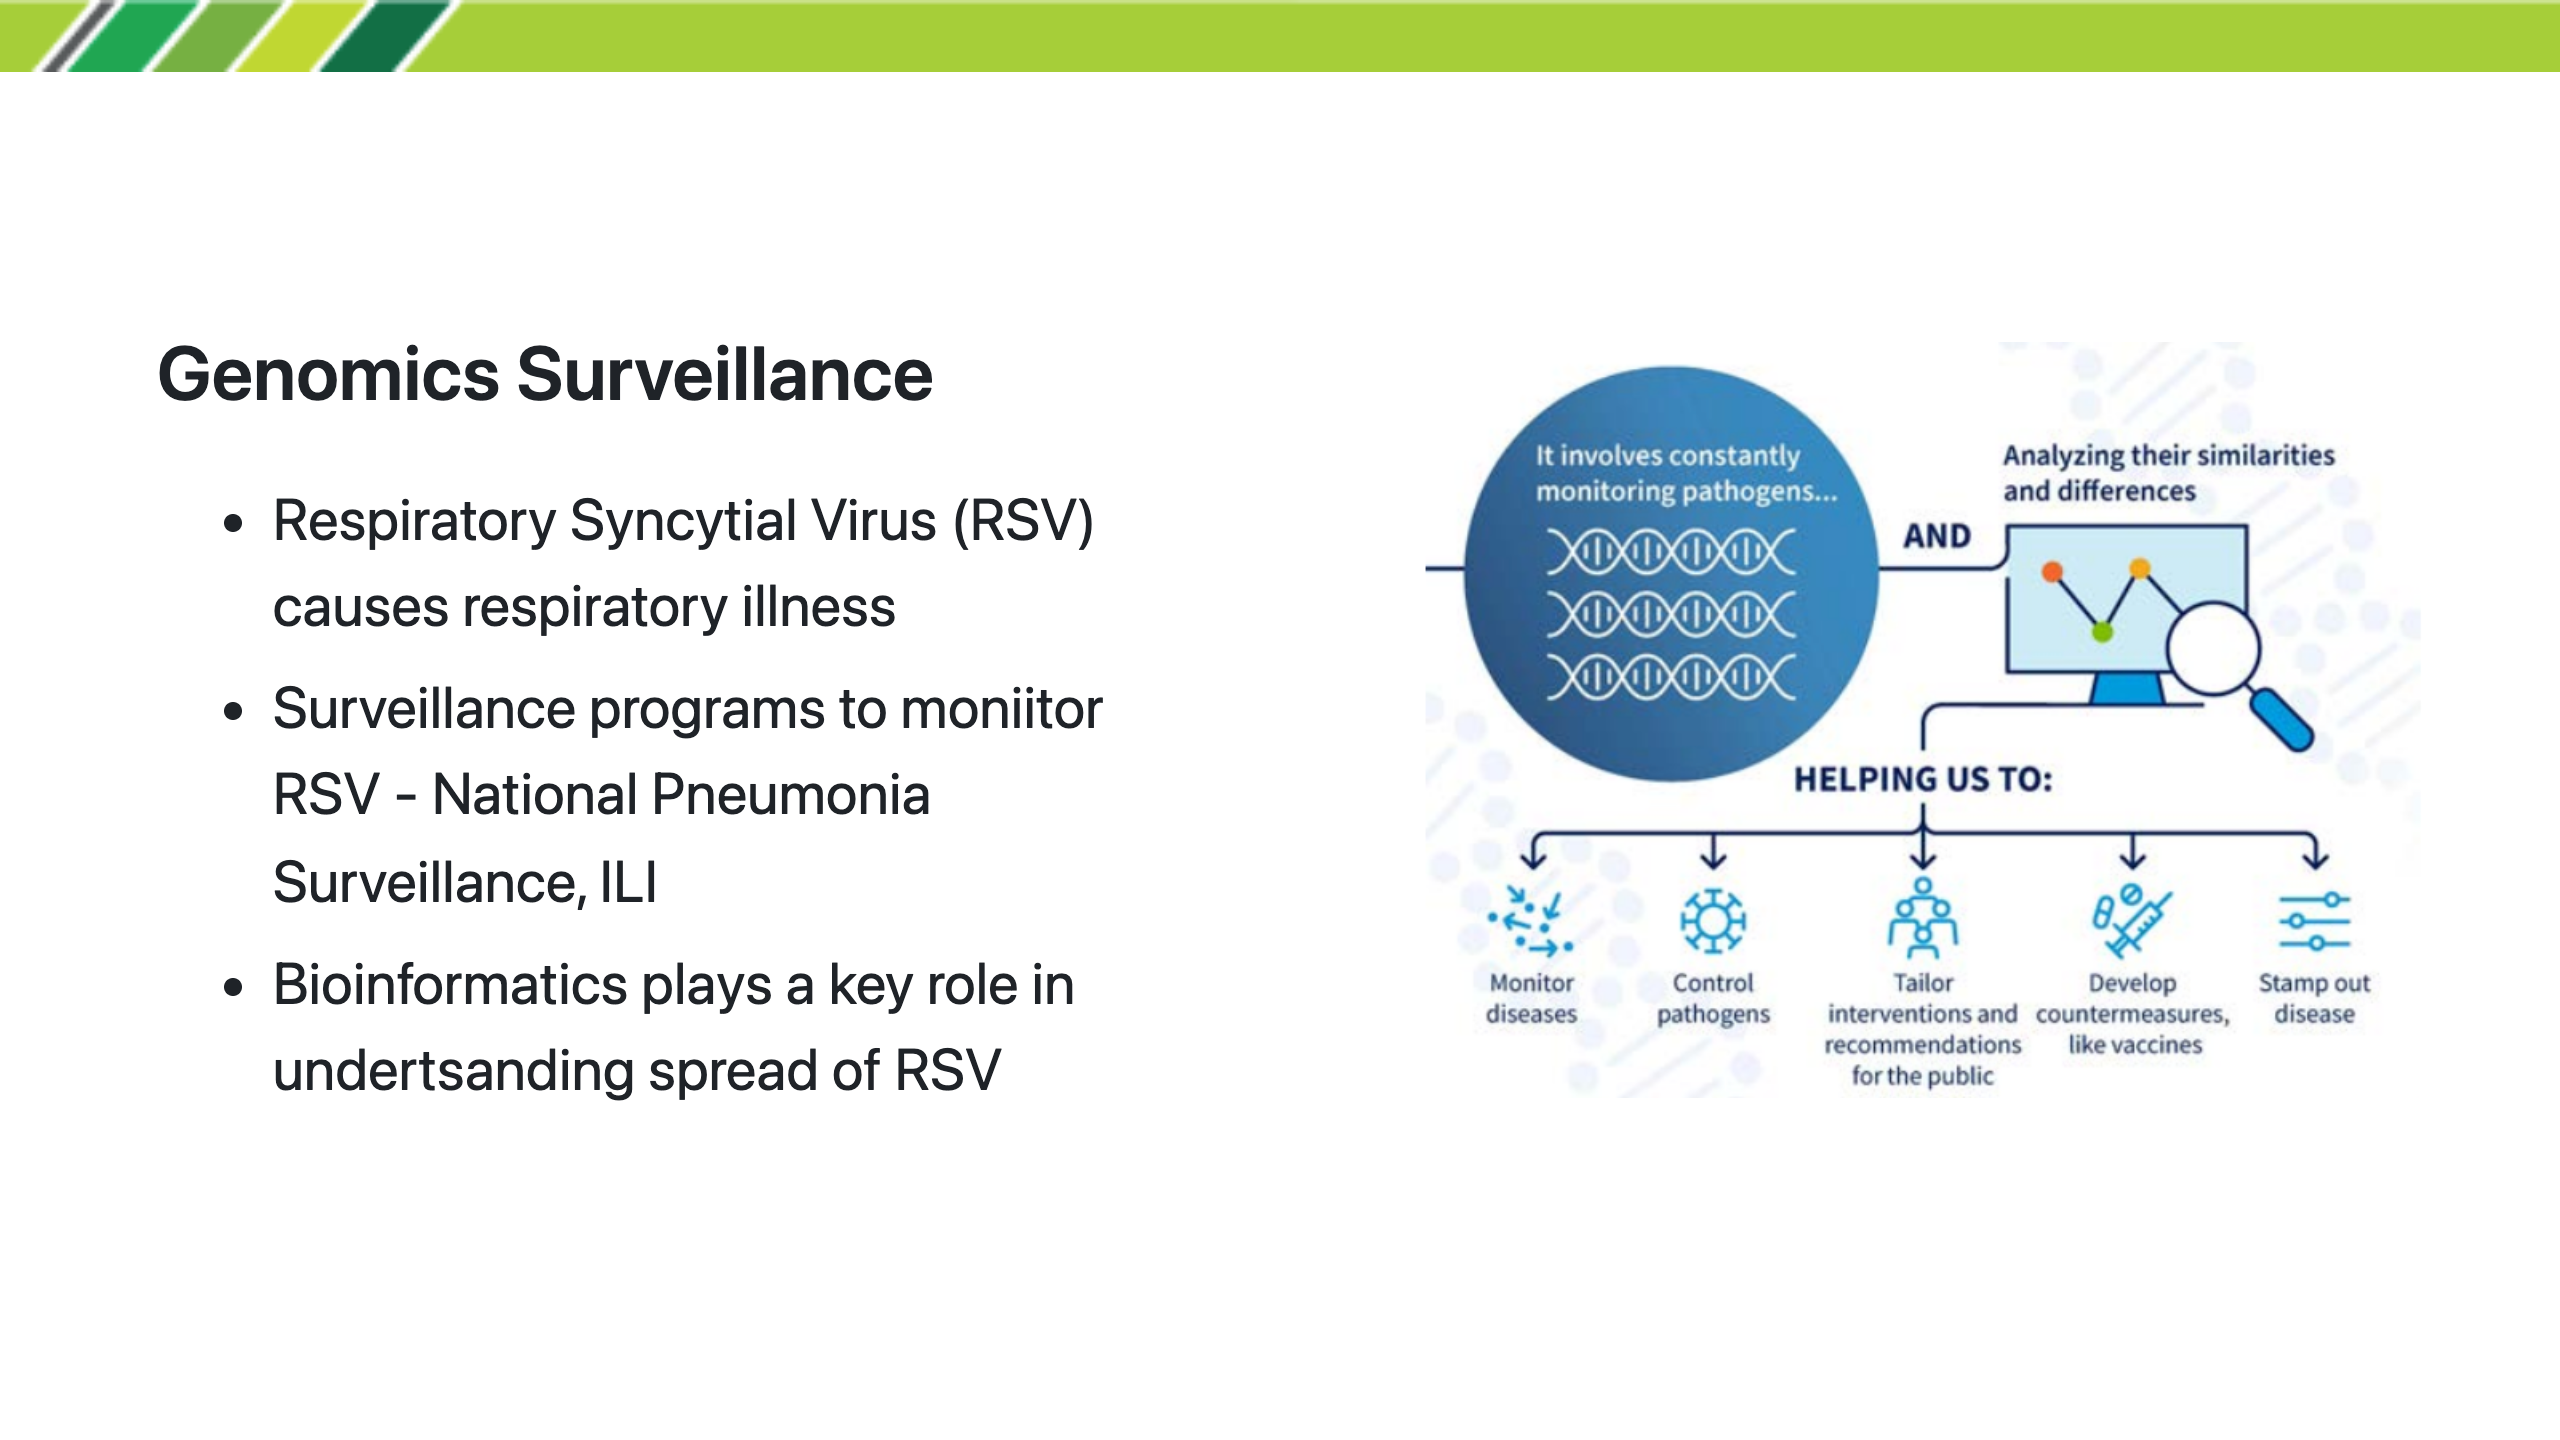 Genomics Surveillance
• Respiratory Syncytial Virus (RSV)
causes respiratory illness
• Surveillance programs to moniitor
RSV - National Pneumonia
Surveillance, ILI
• Bioinformatics plays a key role in
undertsanding spread of RSV
It involves constantly
monitoring pathogens...
AND
Analyzing their similarities
and differences
HELPING US TO:
Monitor
diseases
Control
pathogens
Tailor
interventions and
recommendations
for the public
Develop
countermeasures,
like vaccines
Stamp out
disease